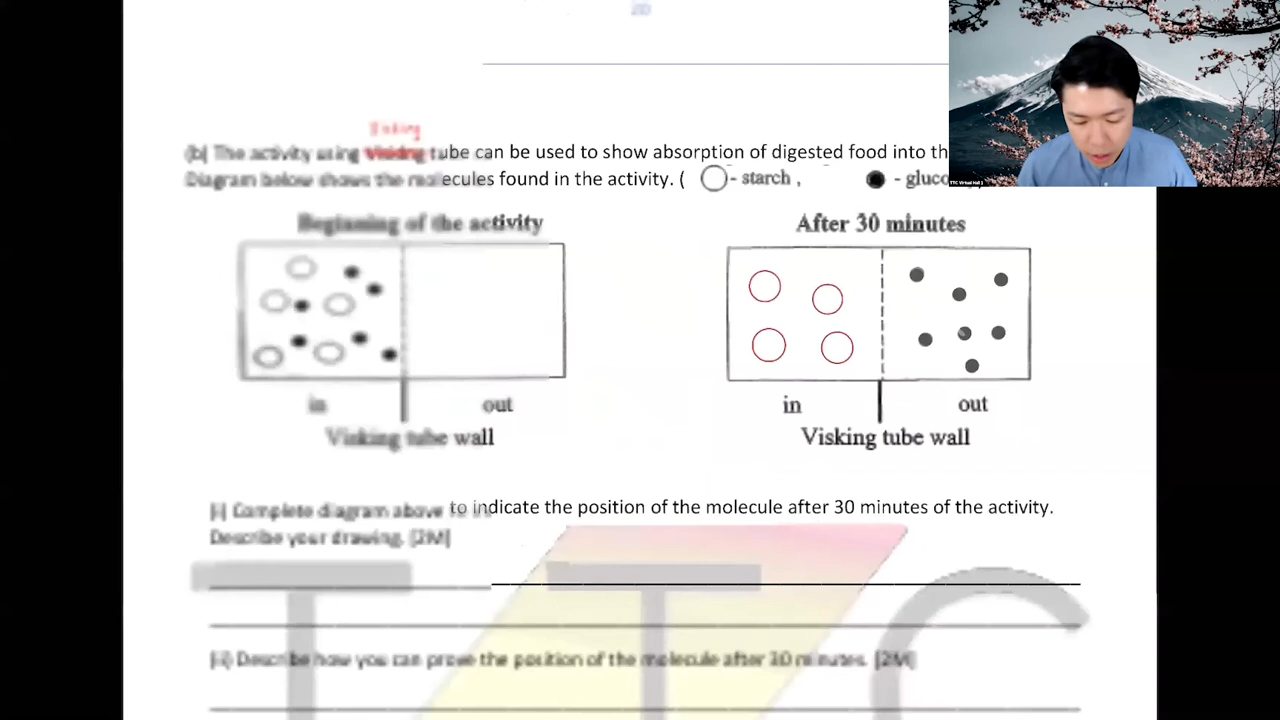 (b) The activity using Visking tube can be used to show absorption of digested food into th
Diagram below shows the molecules found in the activity. ( - starch , - gluco
Beginning of the activity
After 30 minutes
in
out
in
out
Visking tube wall
Visking tube wall
(i) Complete diagram above to indicate the position of the molecule after 30 minutes of the activity.
Describe your drawing. [2M]
(ii) Describe how you can prove the position of the molecule after 30 minutes. [2M]
TTC